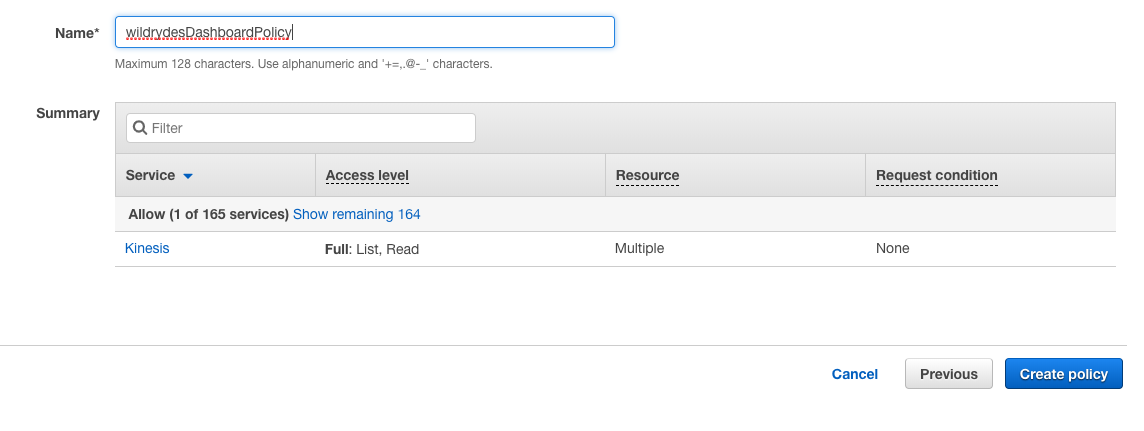 Name* wildrydesDashboardPolicy
Maximum 128 characters. Use alphanumeric and '+=,.@-_' characters.
Summary
Filter
Service Access level Resource Request condition
Allow (1 of 165 services) Show remaining 164
Kinesis Full: List, Read Multiple None
Cancel Previous Create policy